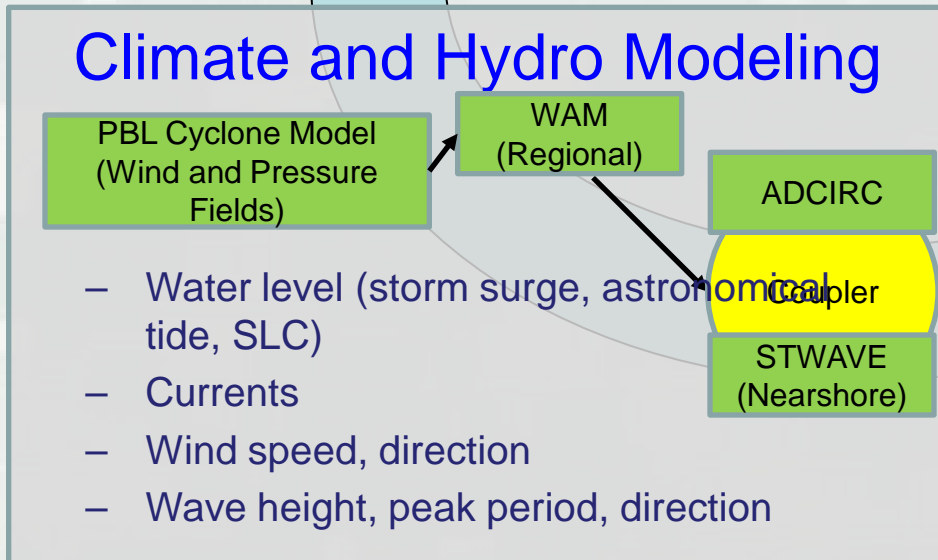 Climate and Hydro Modeling
PBL Cyclone Model
(Wind and Pressure
Fields)
WAM
(Regional)
ADCIRC
Coupler
STWAVE
(Nearshore)
– Water level (storm surge, astronomical
tide, SLC)
– Currents
– Wind speed, direction
– Wave height, peak period, direction